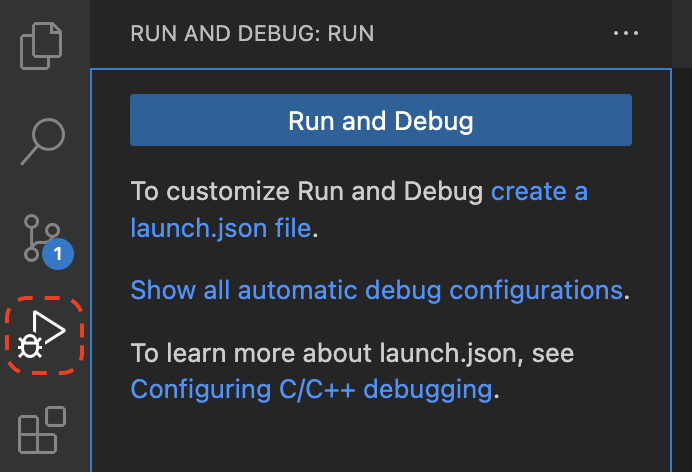 RUN AND DEBUG: RUN
Run and Debug
To customize Run and Debug create a
launch.json file.
1
Show all automatic debug configurations.
To learn more about launch.json, see
Configuring C/C++ debugging.